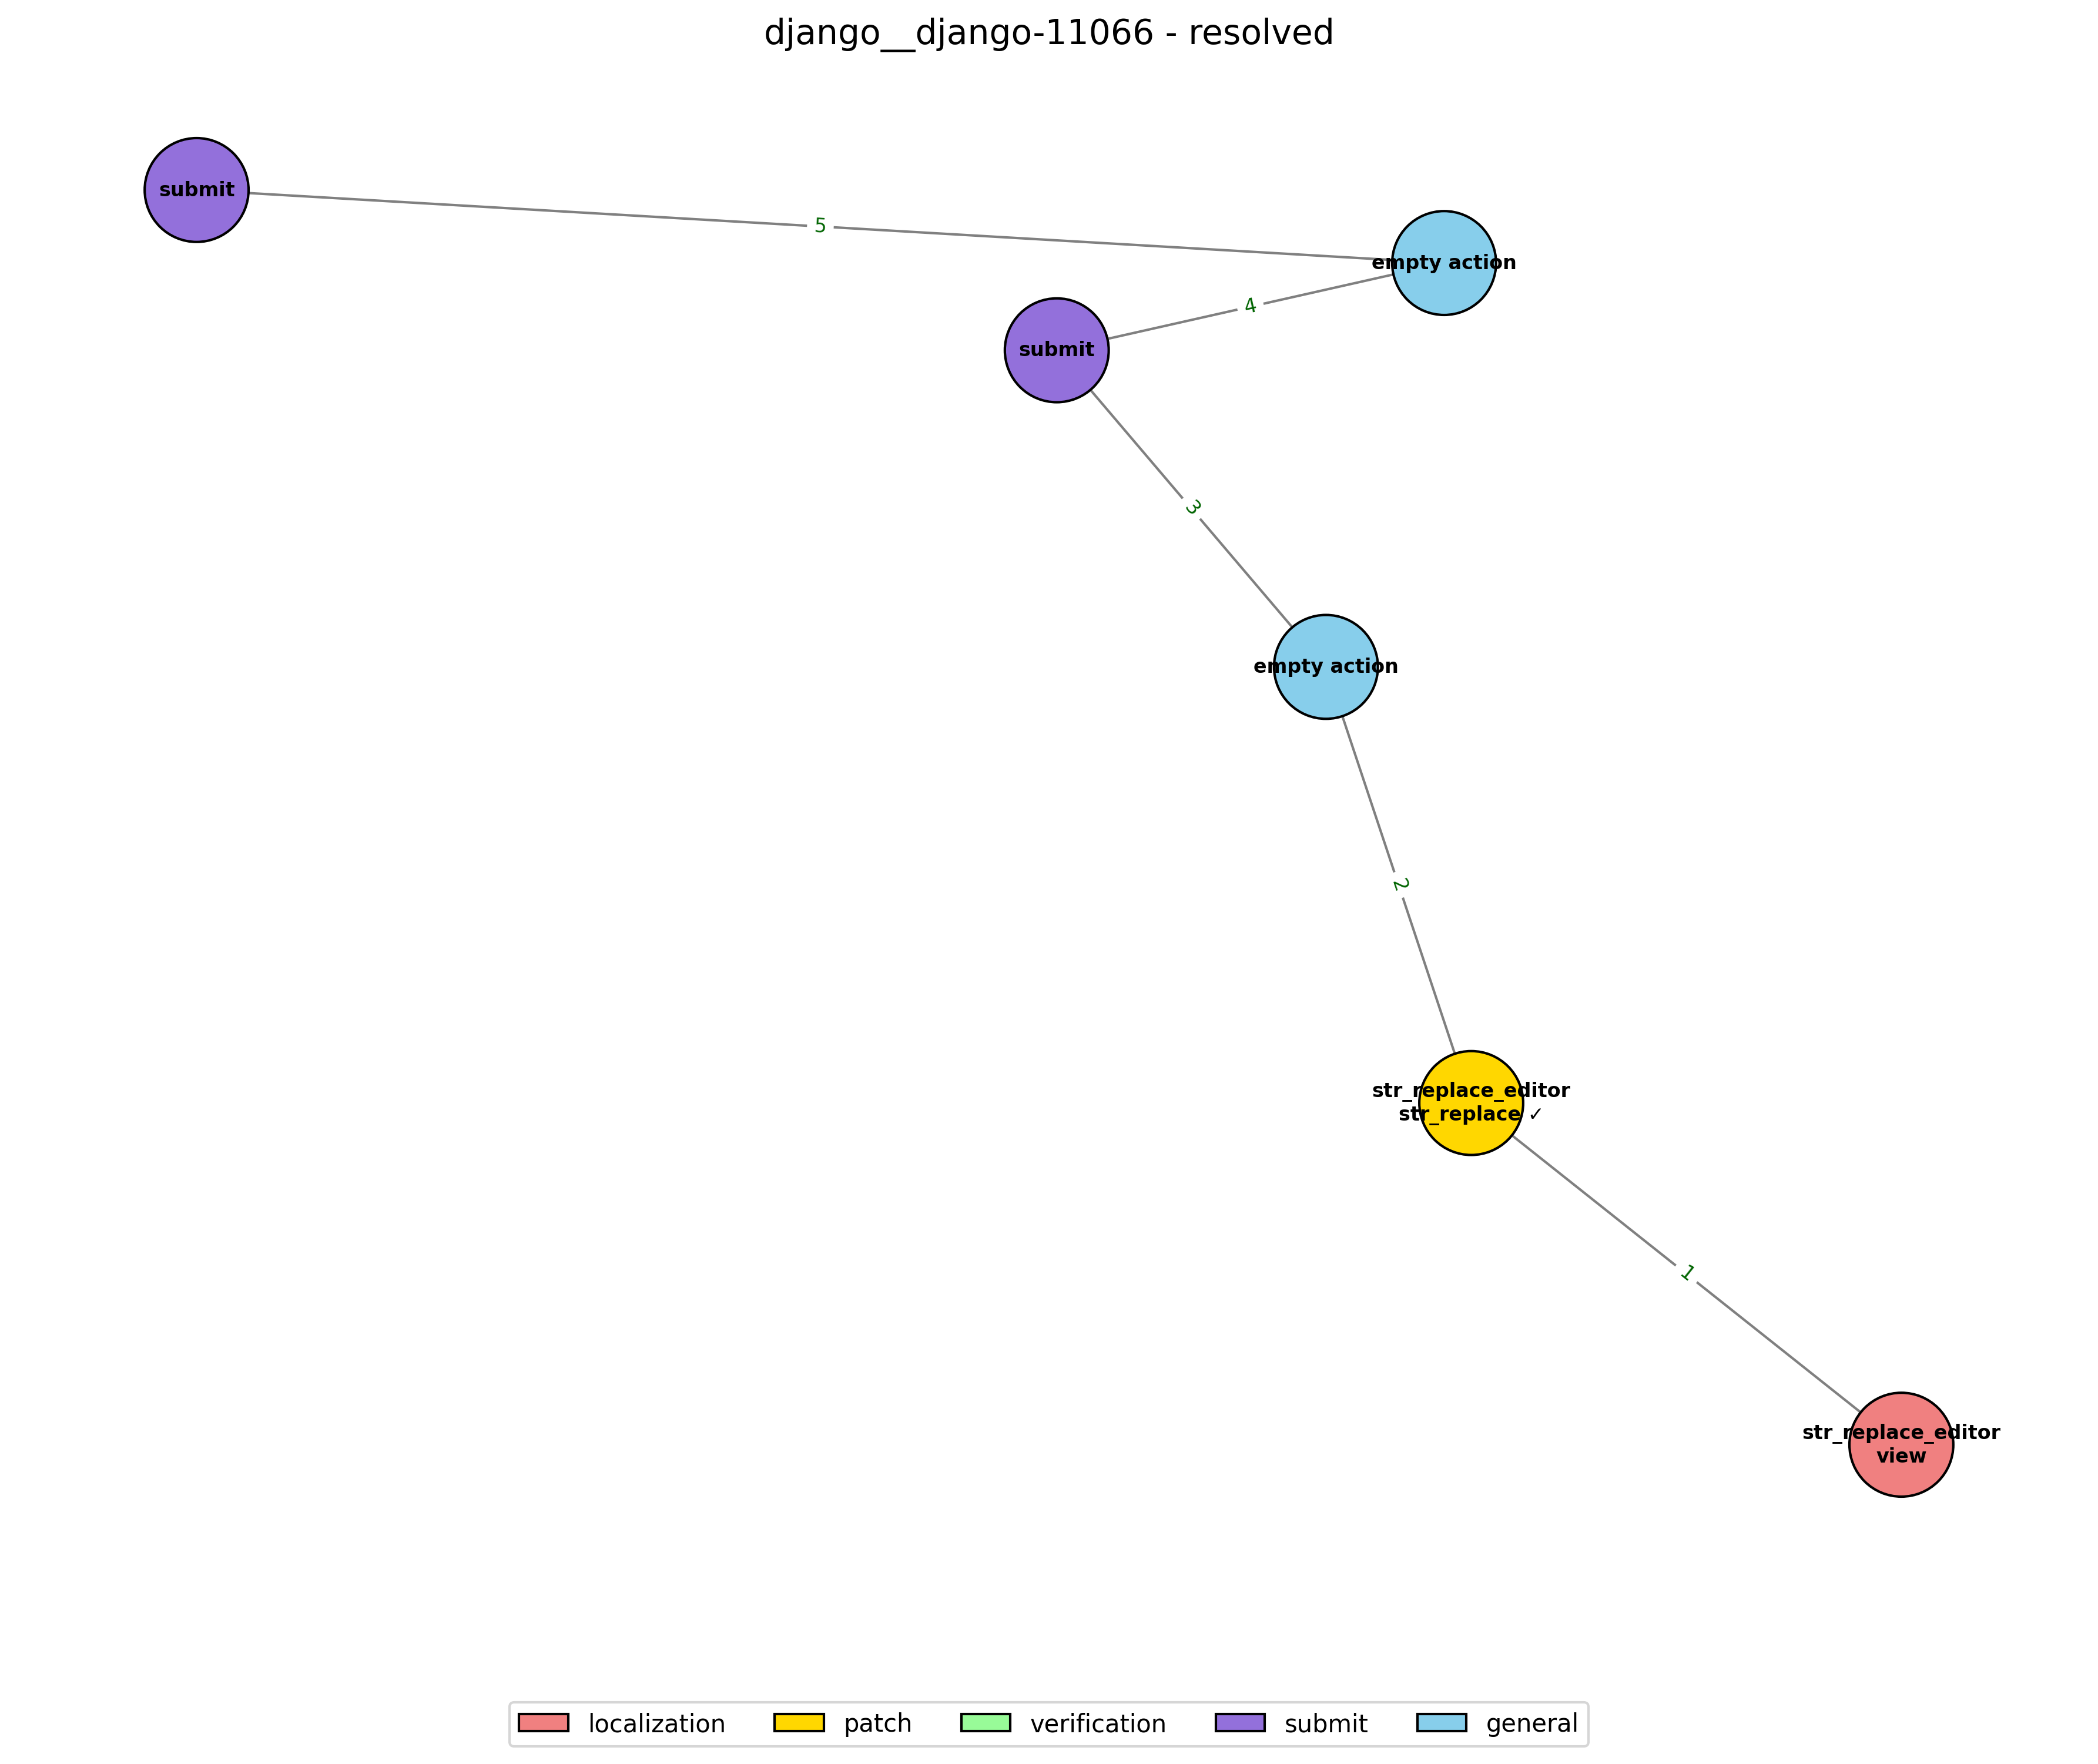 django__django-11066 - resolved
submit
5
empty action
4
submit
3
empty action
2
str_replace_editor
str_replace ✓
1
str_replace_editor
view
localization
patch
verification
submit
general